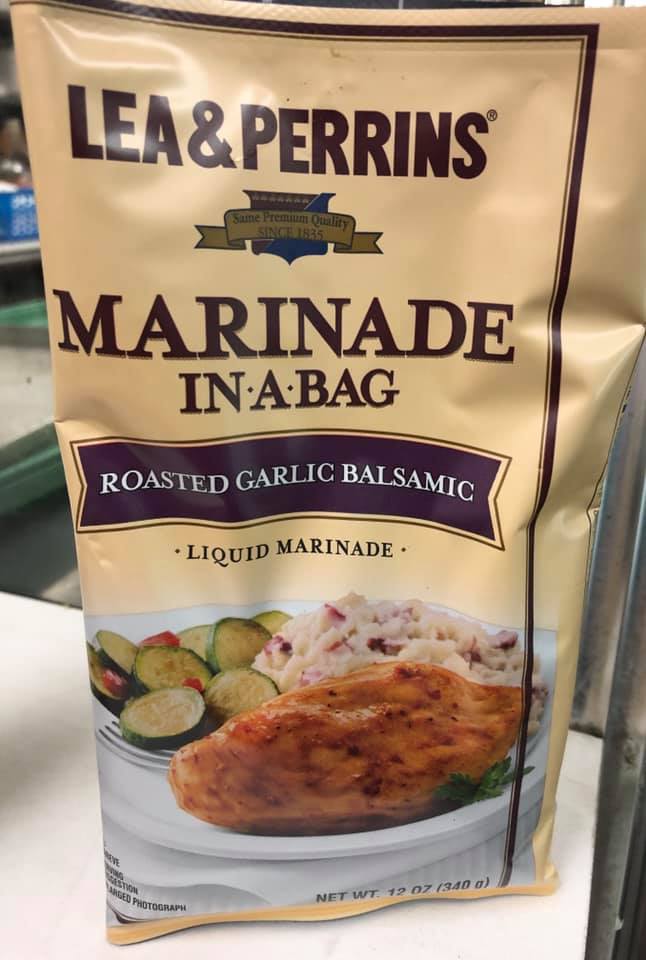 LEA & PERRINS®
Same Premium Quality
SINCE 1835
MARINADE
IN·A·BAG
ROASTED GARLIC BALSAMIC
· LIQUID MARINADE ·
NET WT. 12 OZ (340 g)
PHOTOGRAPH